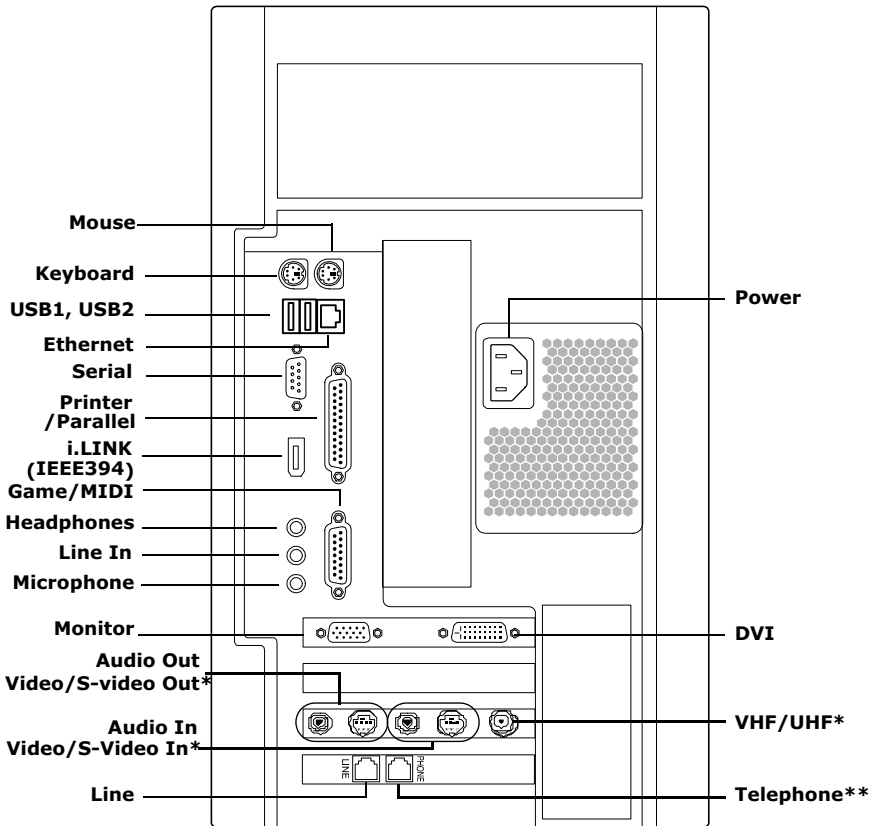 Mouse
Keyboard
USB1, USB2
Ethernet
Serial
Printer
/Parallel
i.LINK
(IEEE394)
Game/MIDI
Headphones
Line In
Microphone
Monitor
Audio Out
Video/S-video Out*
Audio In
Video/S-Video In*
Line
LINE
PHONE
Power
DVI
VHF/UHF*
Telephone**